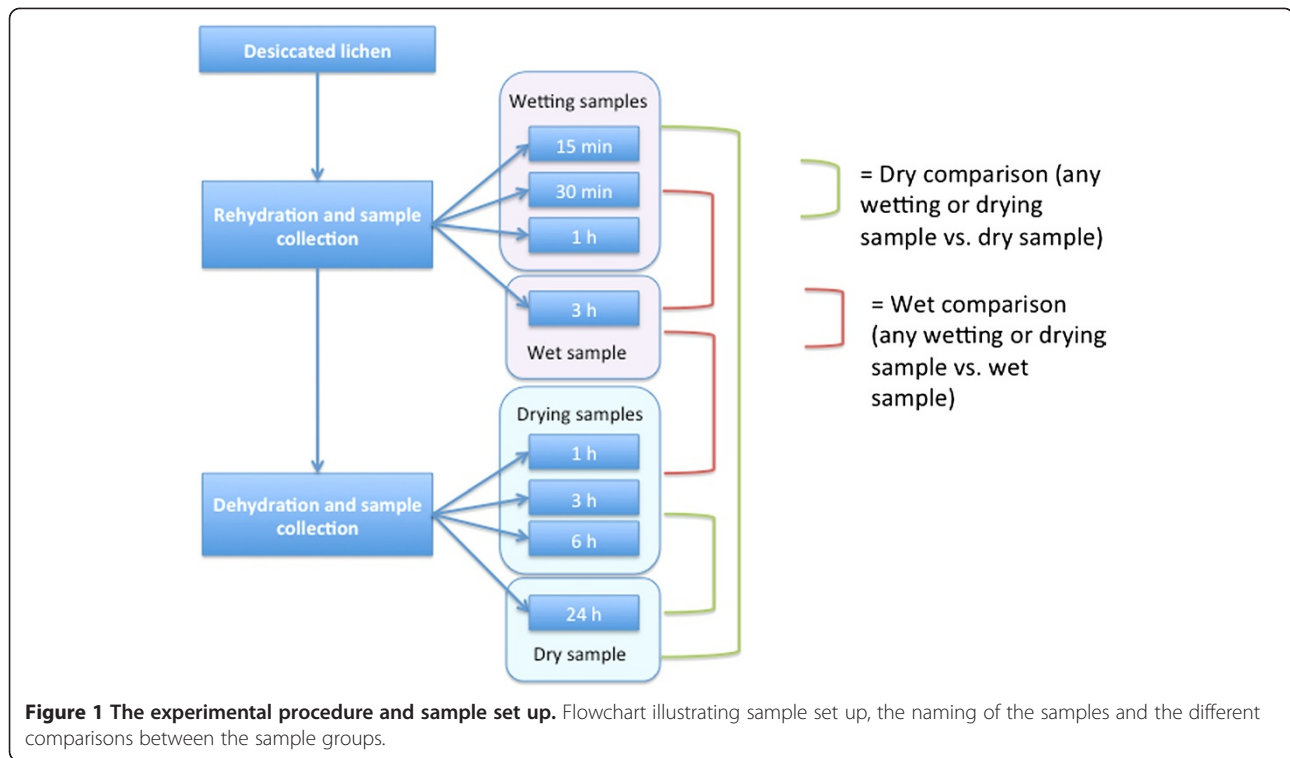 Desiccated lichen
Rehydration and sample
collection
Wetting samples
15 min
30 min
1 h
3 h
Wet sample
Dehydration and sample
collection
Drying samples
1 h
3 h
6 h
24 h
Dry sample
= Dry comparison (any
wetting or drying
sample vs. dry sample)
= Wet comparison
(any wetting or drying
sample vs. wet
sample)
Figure 1 The experimental procedure and sample set up. Flowchart illustrating sample set up, the naming of the samples and the different
comparisons between the sample groups.